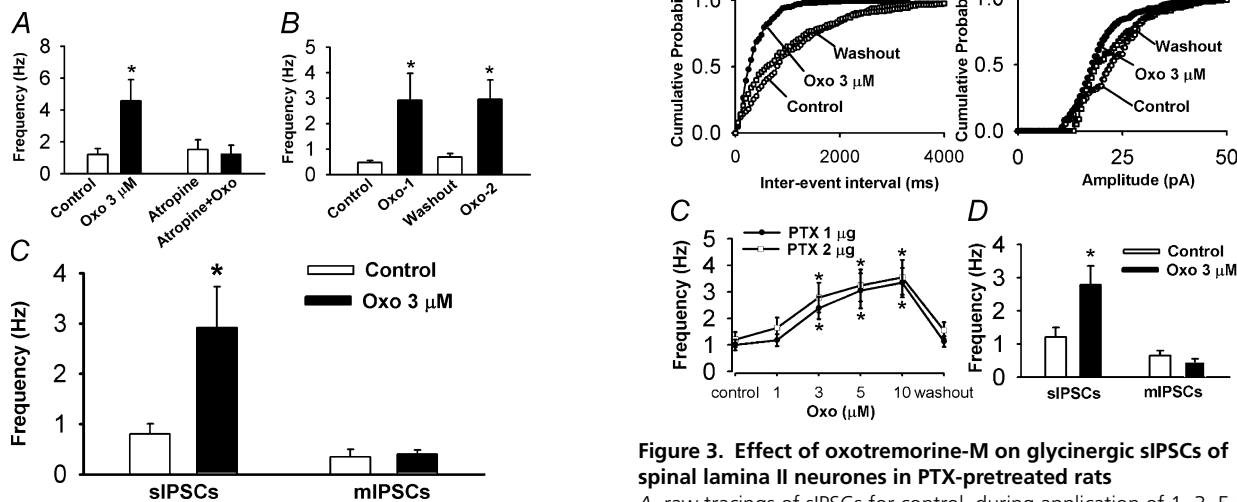 A
Frequency (Hz)
8
6
4
2
0
*
Control
Oxo 3 µM
Atropine
Atropine+Oxo
B
Frequency (Hz)
5
4
3
2
1
0
*
*
Control
Oxo-1
Washout
Oxo-2
C
Frequency (Hz)
4
3
2
1
0
*
Control
Oxo 3 µM
sIPSCs
mIPSCs
1.0
0.5
0.0
Washout
Oxo 3 µM
Control
0
2000
4000
Inter-event interval (ms)
1.0
0.5
0.0
Washout
Oxo 3 µM
Control
0
25
50
Amplitude (pA)
C
PTX 1 µg
PTX 2 µg
Frequency (Hz)
5
4
3
2
1
0
* * *
* * *
control 1 3 5 10 washout
Oxo (µM)
D
Frequency (Hz)
4
3
2
1
0
*
Control
Oxo 3 µM
sIPSCs
mIPSCs
Figure 3. Effect of oxotremorine-M on glycinergic sIPSCs of
spinal lamina II neurones in PTX-pretreated rats